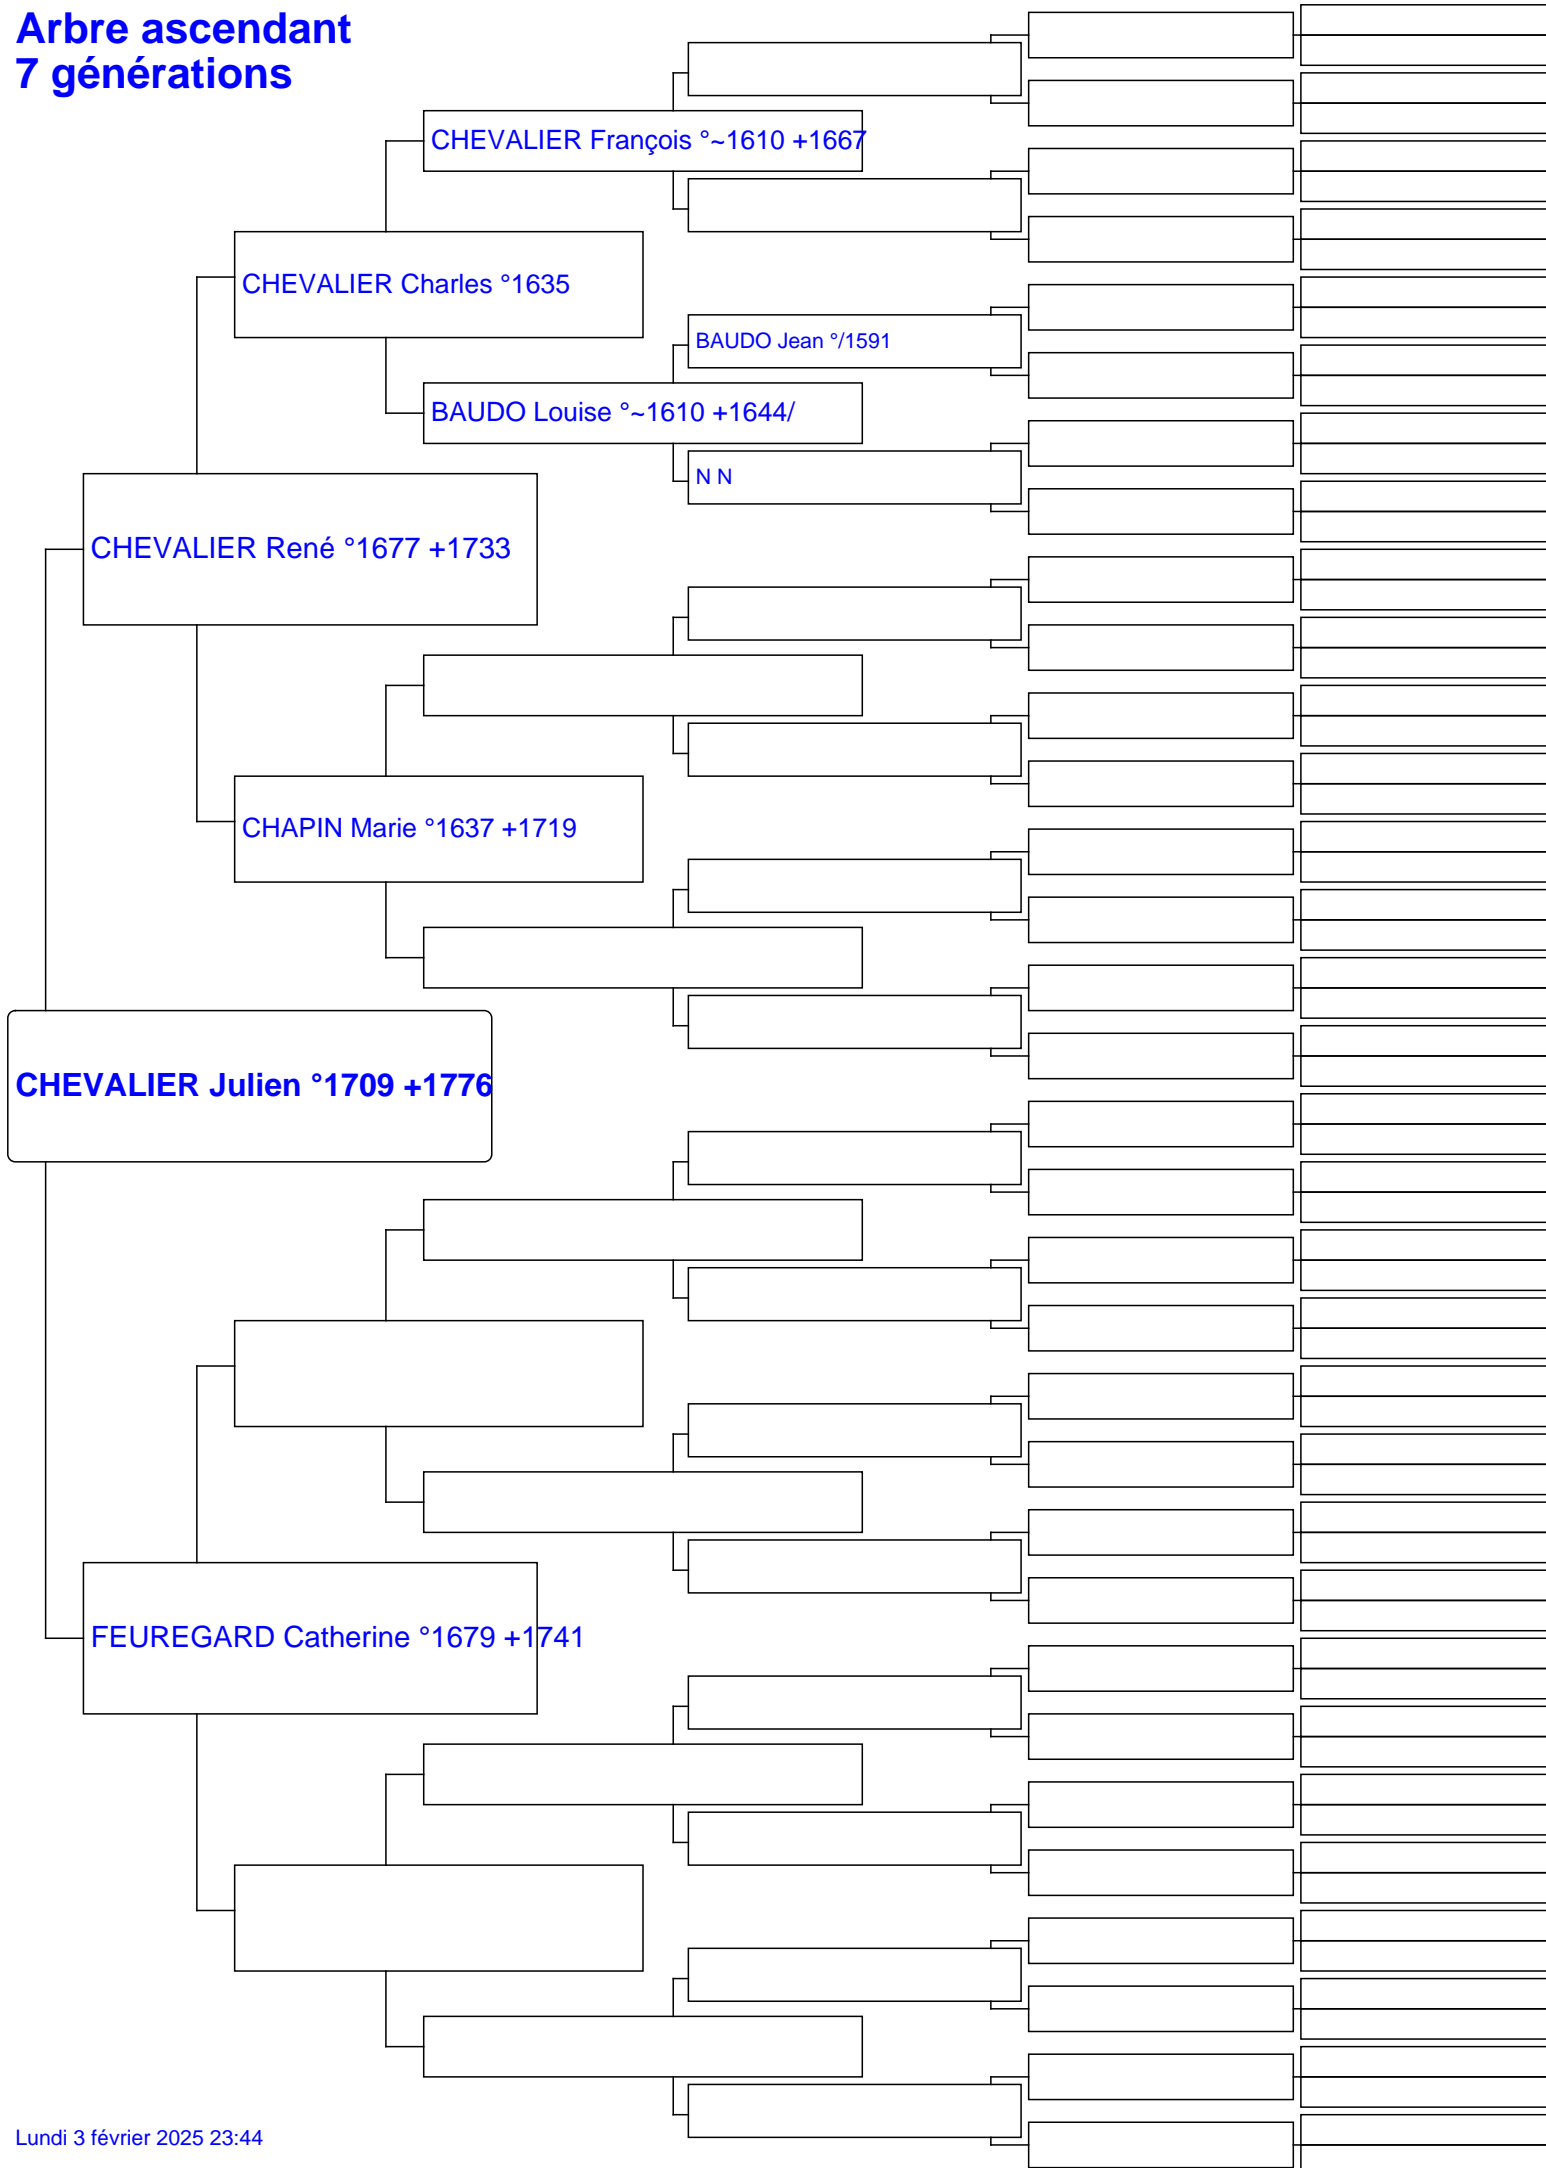 Arbre ascendant
7 générations
CHEVALIER François °~1610 +1667
CHEVALIER Charles °1635
BAUDO Jean °/1591
BAUDO Louise °~1610 +1644/
N N
CHEVALIER René °1677 +1733
CHAPIN Marie °1637 +1719
CHEVALIER Julien °1709 +1776
FEUREGARD Catherine °1679 +1741
Lundi 3 février 2025 23:44